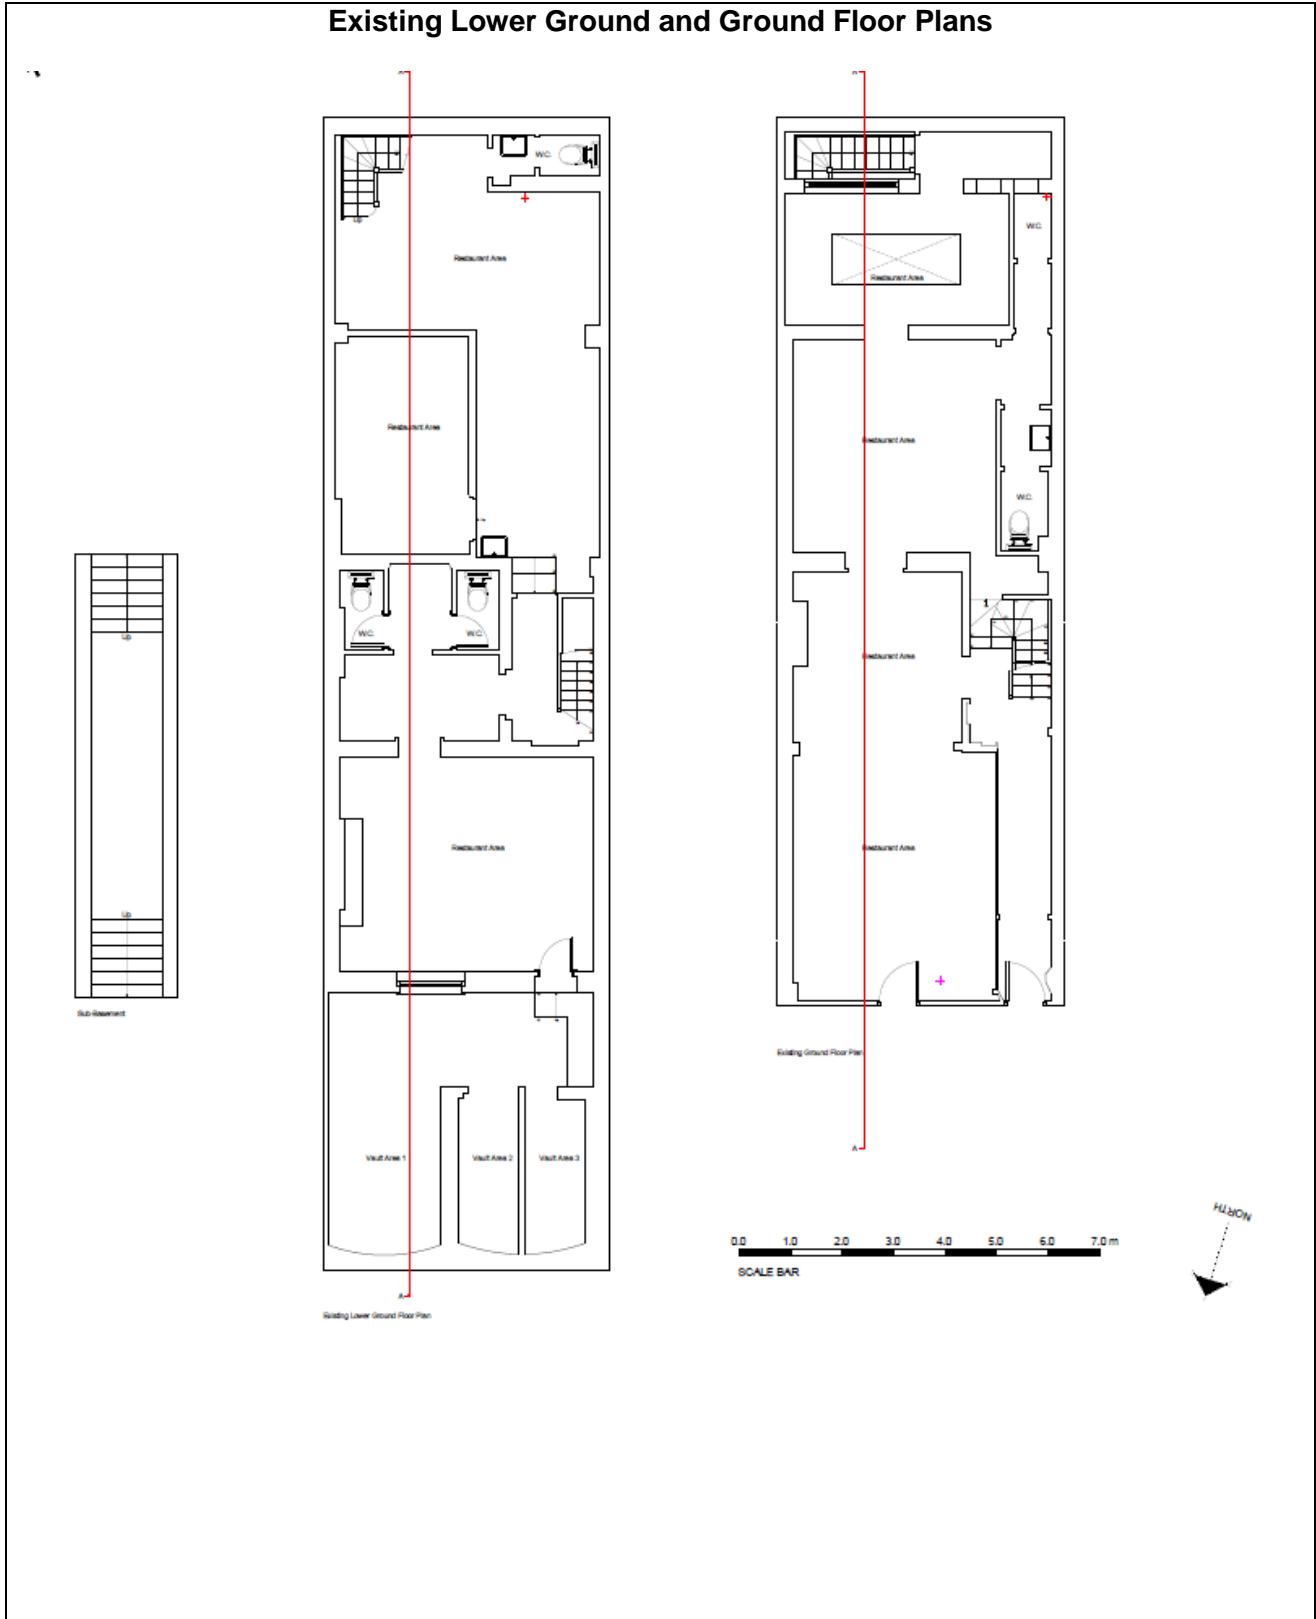 Existing Lower Ground and Ground Floor Plans
A
A
W.C.
Up
Restaurant Area
W.C.
Restaurant Area
Restaurant Area
Restaurant Area
W.C.
Up
W.C.
W.C.
1
Restaurant Area
Restaurant Area
Restaurant Area
Up
Sub-Basement
Existing Ground Floor Plan
Vault Area 1
Vault Area 2
Vault Area 3
A
NORTH
0.0 1.0 2.0 3.0 4.0 5.0 6.0 7.0 m
SCALE BAR
A
Existing Lower Ground Floor Plan